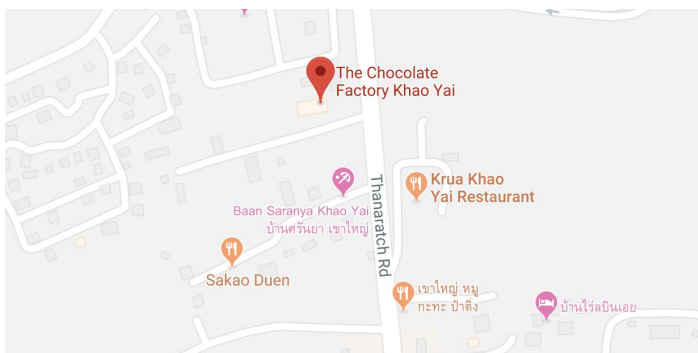 The Chocolate
Factory Khao Yai
Krua Khao
Yai Restaurant
Thanaratch Rd
Baan Saranya Khao Yai
บ้านศรันยา เขาใหญ่
Sakao Duen
เขาใหญ่ หมู
กะทะ ป้าติ่ง
บ้านไร่ลบินเอย